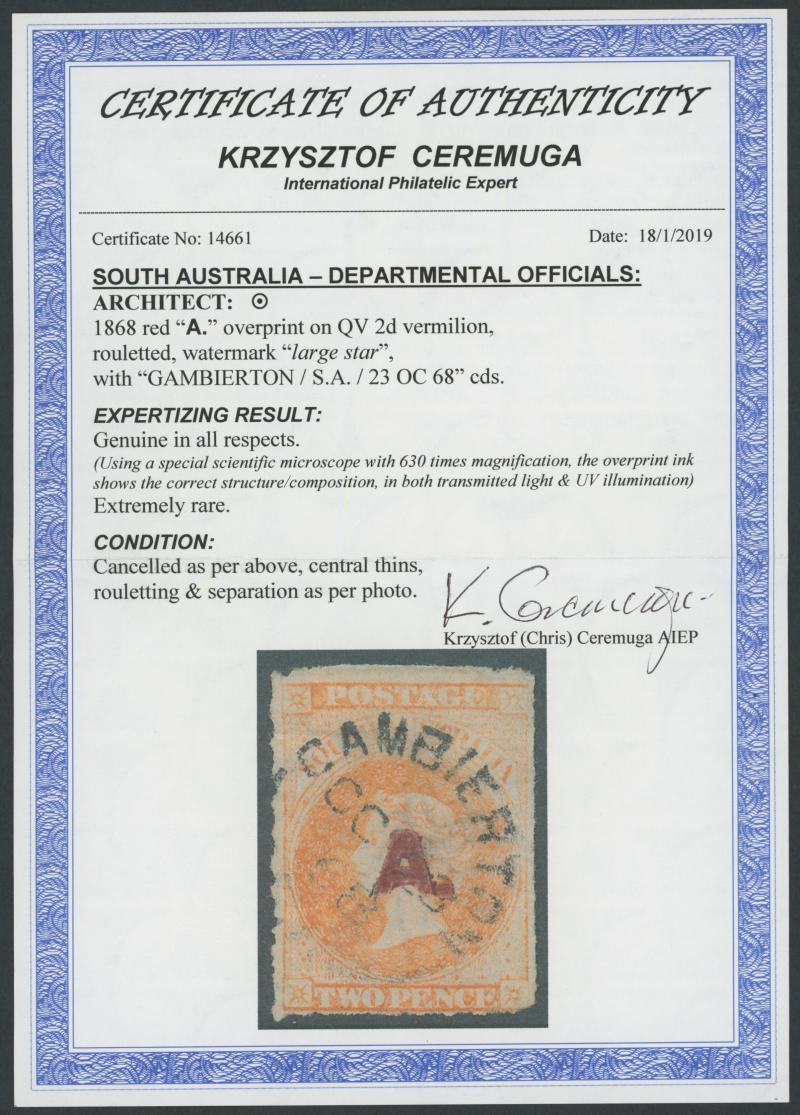 CERTIFICATE OF AUTHENTICITY
KRZYSZTOF CEREMUGA
International Philatelic Expert
Certificate No: 14661
Date: 18/1/2019
SOUTH AUSTRALIA – DEPARTMENTAL OFFICIALS:
ARCHITECT: ⊙
1868 red “A.” overprint on QV 2d vermilion,
rouletted, watermark “large star”,
with “GAMBIERTON / S.A. / 23 OC 68” cds.
EXPERTIZING RESULT:
Genuine in all respects.
(Using a special scientific microscope with 630 times magnification, the overprint ink
shows the correct structure/composition, in both transmitted light & UV illumination)
Extremely rare.
CONDITION:
Cancelled as per above, central thins,
rouletting & separation as per photo.
K. Ceremuga
Krzysztof (Chris) Ceremuga AIEP
POSTAGE
GAMBIERTON
OC
A.
TWO PENCE